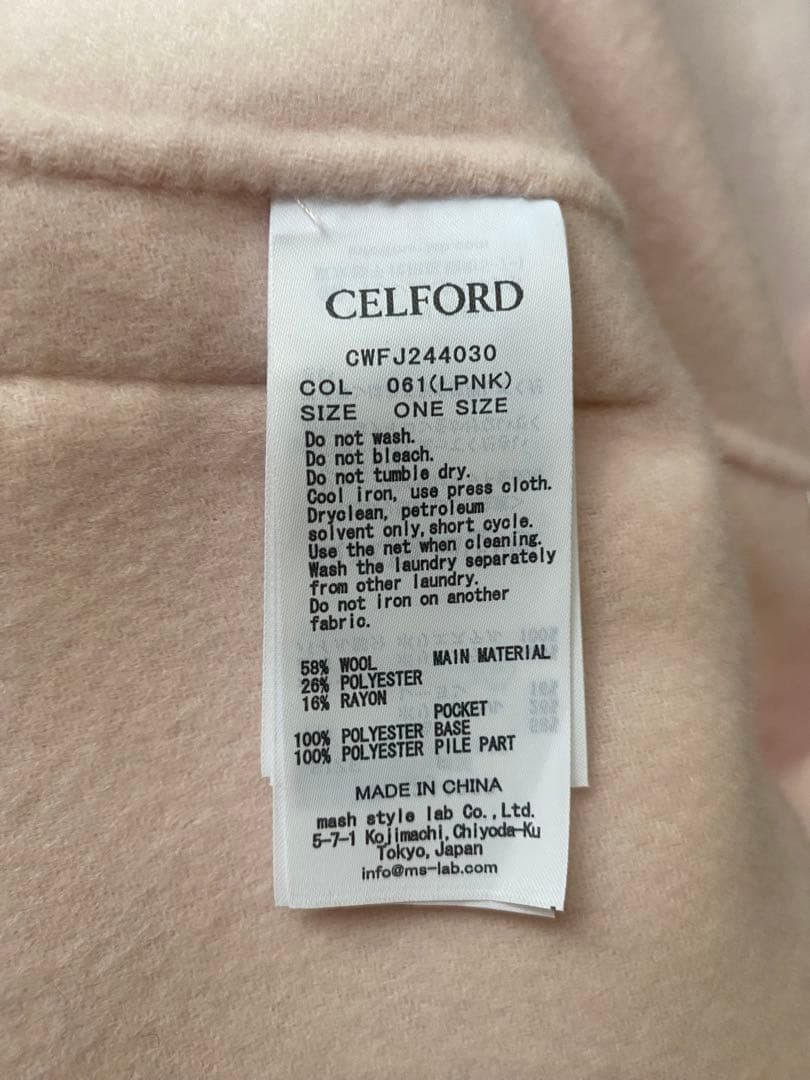 CELFORD
CWFJ244030
COL 061(LPNK)
SIZE ONE SIZE
Do not wash.
Do not bleach.
Do not tumble dry.
Cool iron, use press cloth.
Dryclean, petroleum
solvent only,short cycle.
Use the net when cleaning.
Wash the laundry separately
from other laundry.
Do not iron on another
fabric.
58% WOOL MAIN MATERIAL
26% POLYESTER
16% RAYON
POCKET
100% POLYESTER BASE
100% POLYESTER PILE PART
MADE IN CHINA
mash style lab Co.,Ltd.
5-7-1 Kojimachi,Chiyoda-Ku
Tokyo,Japan
info@ms-lab.com